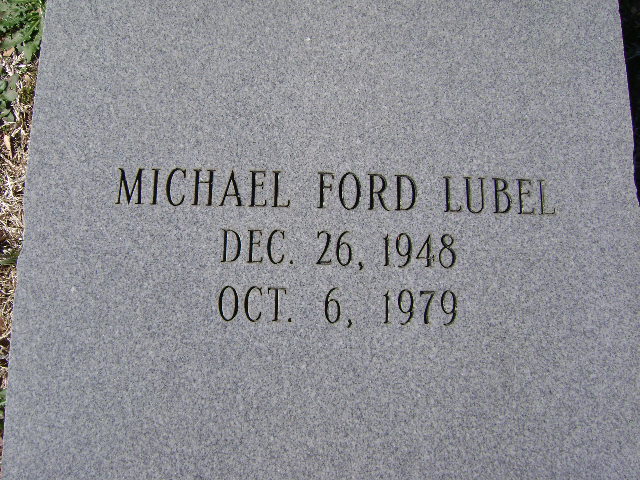 MICHAEL FORD LUBEL
DEC. 26, 1948
OCT. 6, 1979